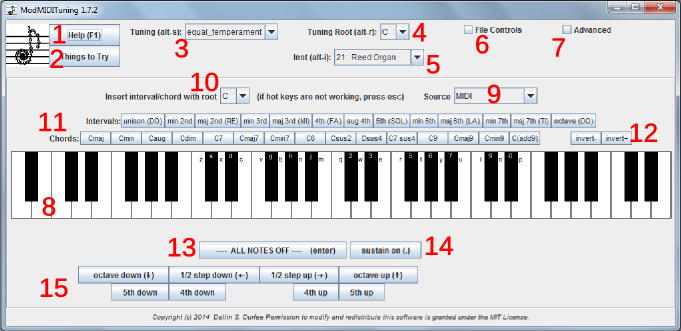 ModMIDITuning 1.7.2
1 Help (F1) Tuning (alt-s): equal_temperament Tuning Root (alt-r): C 4 File Controls Advanced
2 Things to Try 3 6 7
Inst (alt-i): 21: Reed Organ 5
10
Insert interval/chord with root C (if hot keys are not working, press esc) Source MIDI 9
11 Intervals: unison (DO) min 2nd maj 2nd (RE) min 3rd maj 3rd (MI) 4th (FA) aug 4th 5th (SOL) min 6th maj 6th (LA) min 7th maj 7th (TI) octave (DO)
Chords: Cmaj Cmin Caug Cdim C7 Cmaj7 Cmin7 C6 Csus2 Csus4 C7 sus4 C9 Cmaj9 Cmin9 C(add9) invert- invert+ 12
z s x d c v g b h n j m q 2 w 3 e r 5 t 6 y 7 u i 9 o 0 p
8
13 ---- ALL NOTES OFF ---- (enter) sustain on (.) 14
octave down (↓) 1/2 step down (←) 1/2 step up (→) octave up (↑)
15 5th down 4th down 4th up 5th up
Copyright (c) 2014 Dallin S. Durfee Permission to modify and redistribute this software is granted under the MIT License.